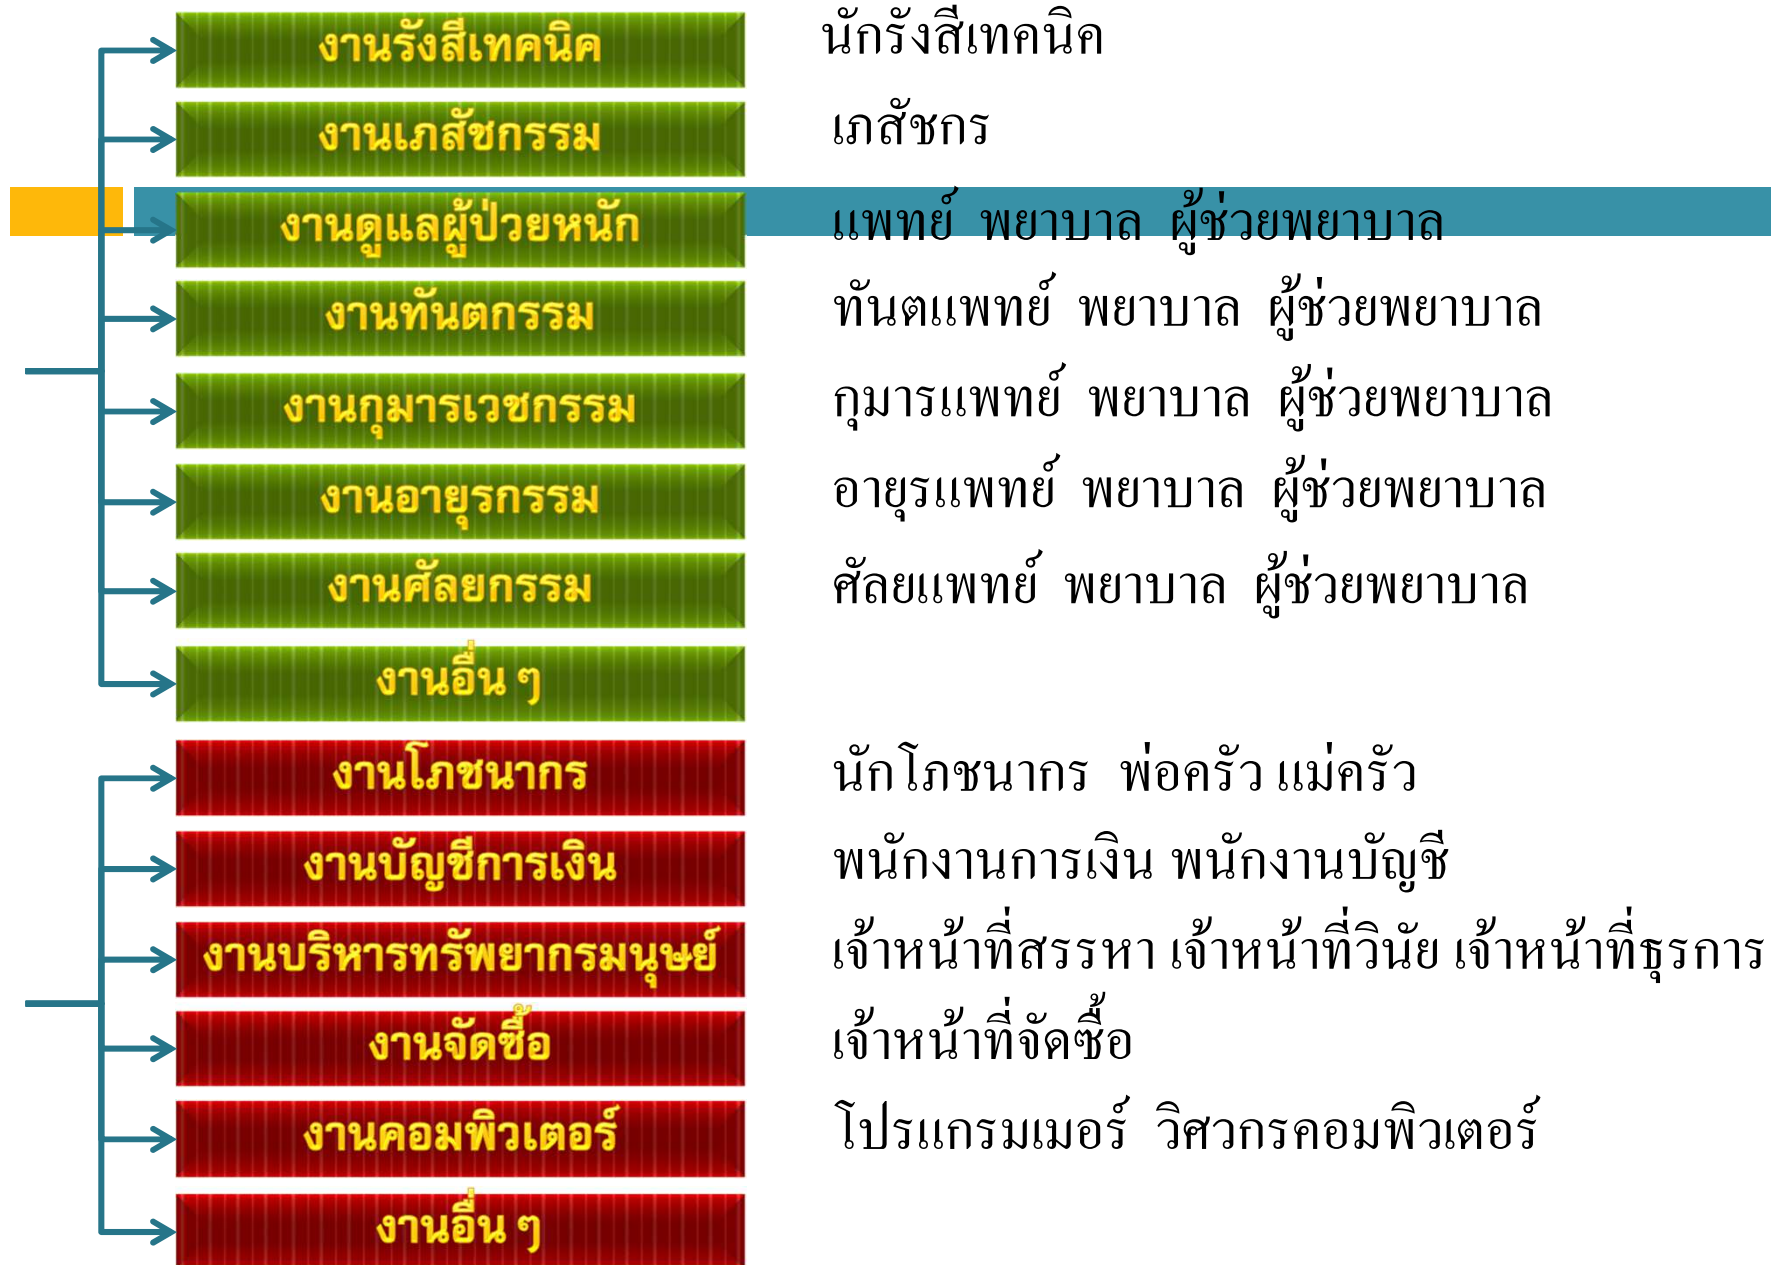 งานรังสีเทคนิค นักรังสีเทคนิค
งานเภสัชกรรม เภสัชกร
งานดูแลผู้ป่วยหนัก แพทย์ พยาบาล ผู้ช่วยพยาบาล
งานทันตกรรม ทันตแพทย์ พยาบาล ผู้ช่วยพยาบาล
งานกุมารเวชกรรม กุมารแพทย์ พยาบาล ผู้ช่วยพยาบาล
งานอายุรกรรม อายุรแพทย์ พยาบาล ผู้ช่วยพยาบาล
งานศัลยกรรม ศัลยแพทย์ พยาบาล ผู้ช่วยพยาบาล
งานอื่น ๆ
งานโภชนากร นักโภชนากร พ่อครัว แม่ครัว
งานบัญชีการเงิน พนักงานการเงิน พนักงานบัญชี
งานบริหารทรัพยากรมนุษย์ เจ้าหน้าที่สรรหา เจ้าหน้าที่วินัย เจ้าหน้าที่ธุรการ
งานจัดซื้อ เจ้าหน้าที่จัดซื้อ
งานคอมพิวเตอร์ โปรแกรมเมอร์ วิศวกรคอมพิวเตอร์
งานอื่น ๆ